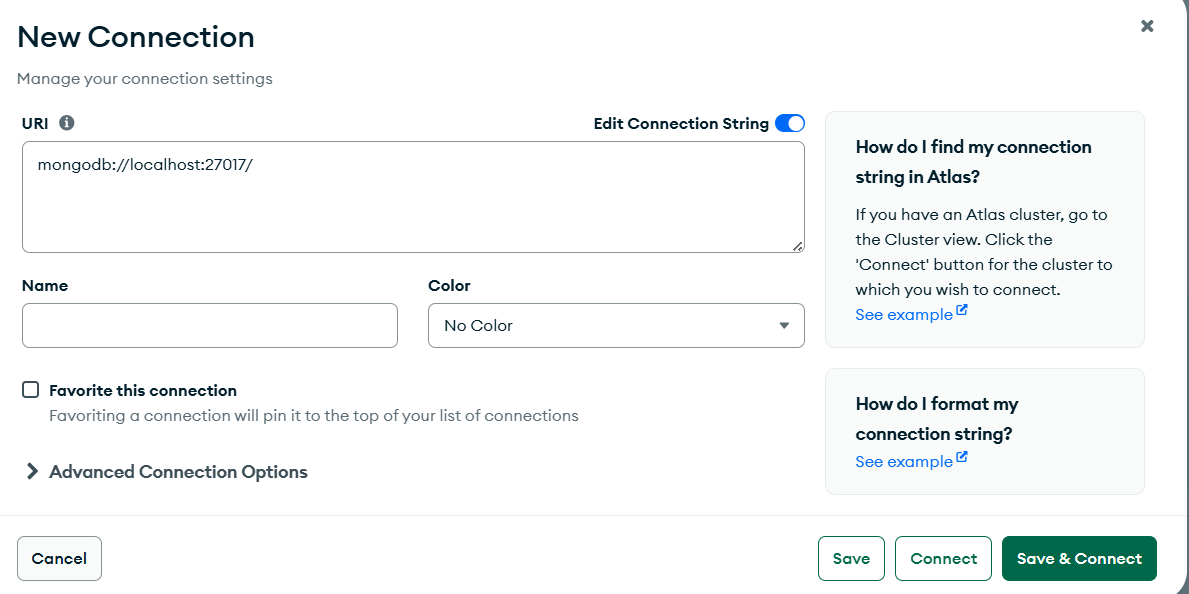 New Connection
Manage your connection settings
URI
Edit Connection String
mongodb://localhost:27017/
Name
Color
No Color
Favorite this connection
Favoriting a connection will pin it to the top of your list of connections
Advanced Connection Options
How do I find my connection
string in Atlas?
If you have an Atlas cluster, go to
the Cluster view. Click the
'Connect' button for the cluster to
which you wish to connect.
See example
How do I format my
connection string?
See example
Cancel
Save
Connect
Save & Connect